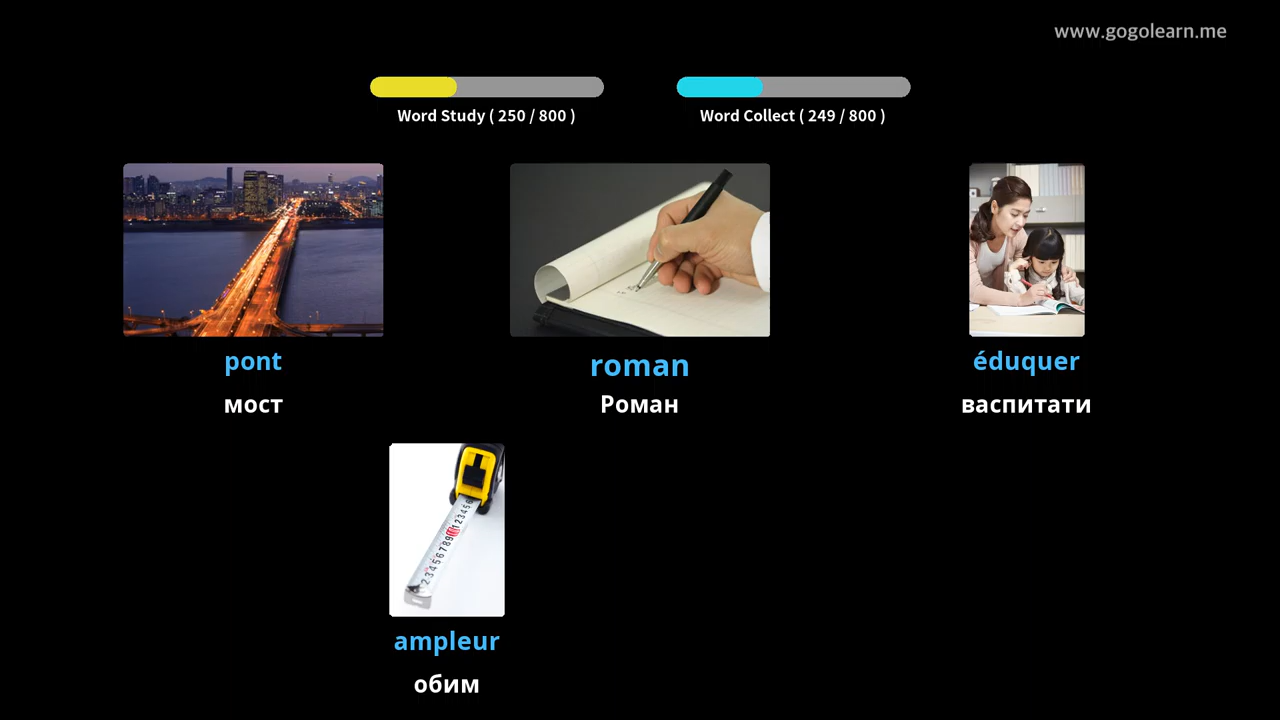 www.gogolearn.me
Word Study ( 250 / 800 )
Word Collect ( 249 / 800 )
pont
мост
roman
Роман
éduquer
васпитати
ampleur
обим